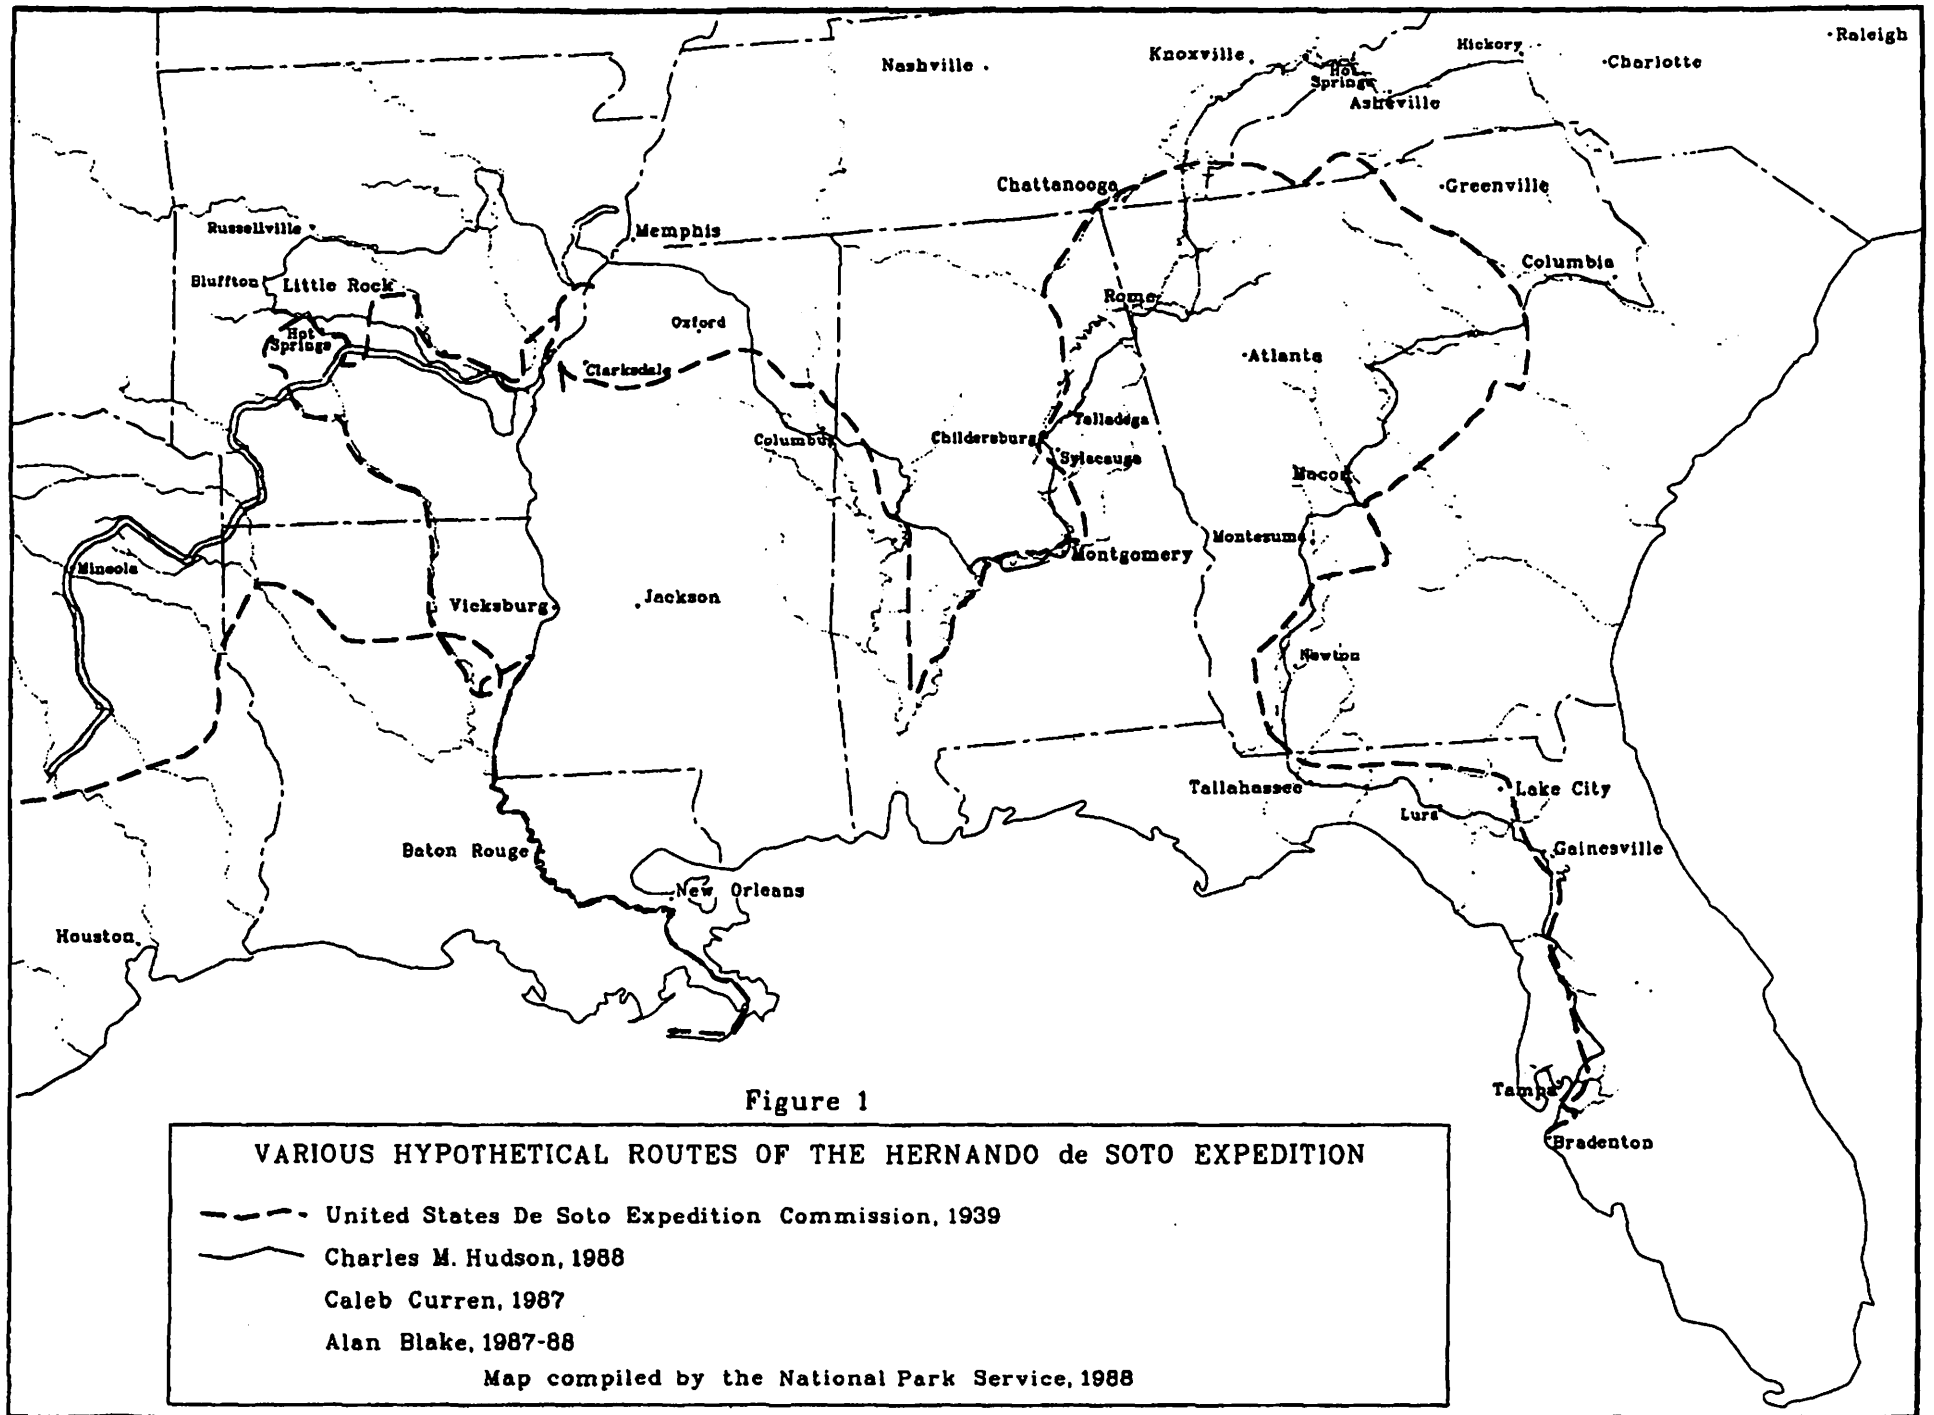 Raleigh
Hickory
Knoxville
Charlotte
Nashville
Hot
Springs
Asheville
Chattanooga
Greenville
Russellville
Memphis
Columbia
Bluffton
Little Rock
Rome
Oxford
Hot
Springs
Atlanta
Clarksdale
Talladega
Columbus
Childersburg
Sylacauga
Macon
Montezuma
Montgomery
Mineola
Vicksburg
Jackson
Newton
Tallahassee
Lake City
Lura
Gainesville
Baton Rouge
New Orleans
Houston
Tampa
Bradenton
Figure 1
VARIOUS HYPOTHETICAL ROUTES OF THE HERNANDO de SOTO EXPEDITION
United States De Soto Expedition Commission, 1939
Charles M. Hudson, 1988
Caleb Curren, 1987
Alan Blake, 1987-88
Map compiled by the National Park Service, 1988